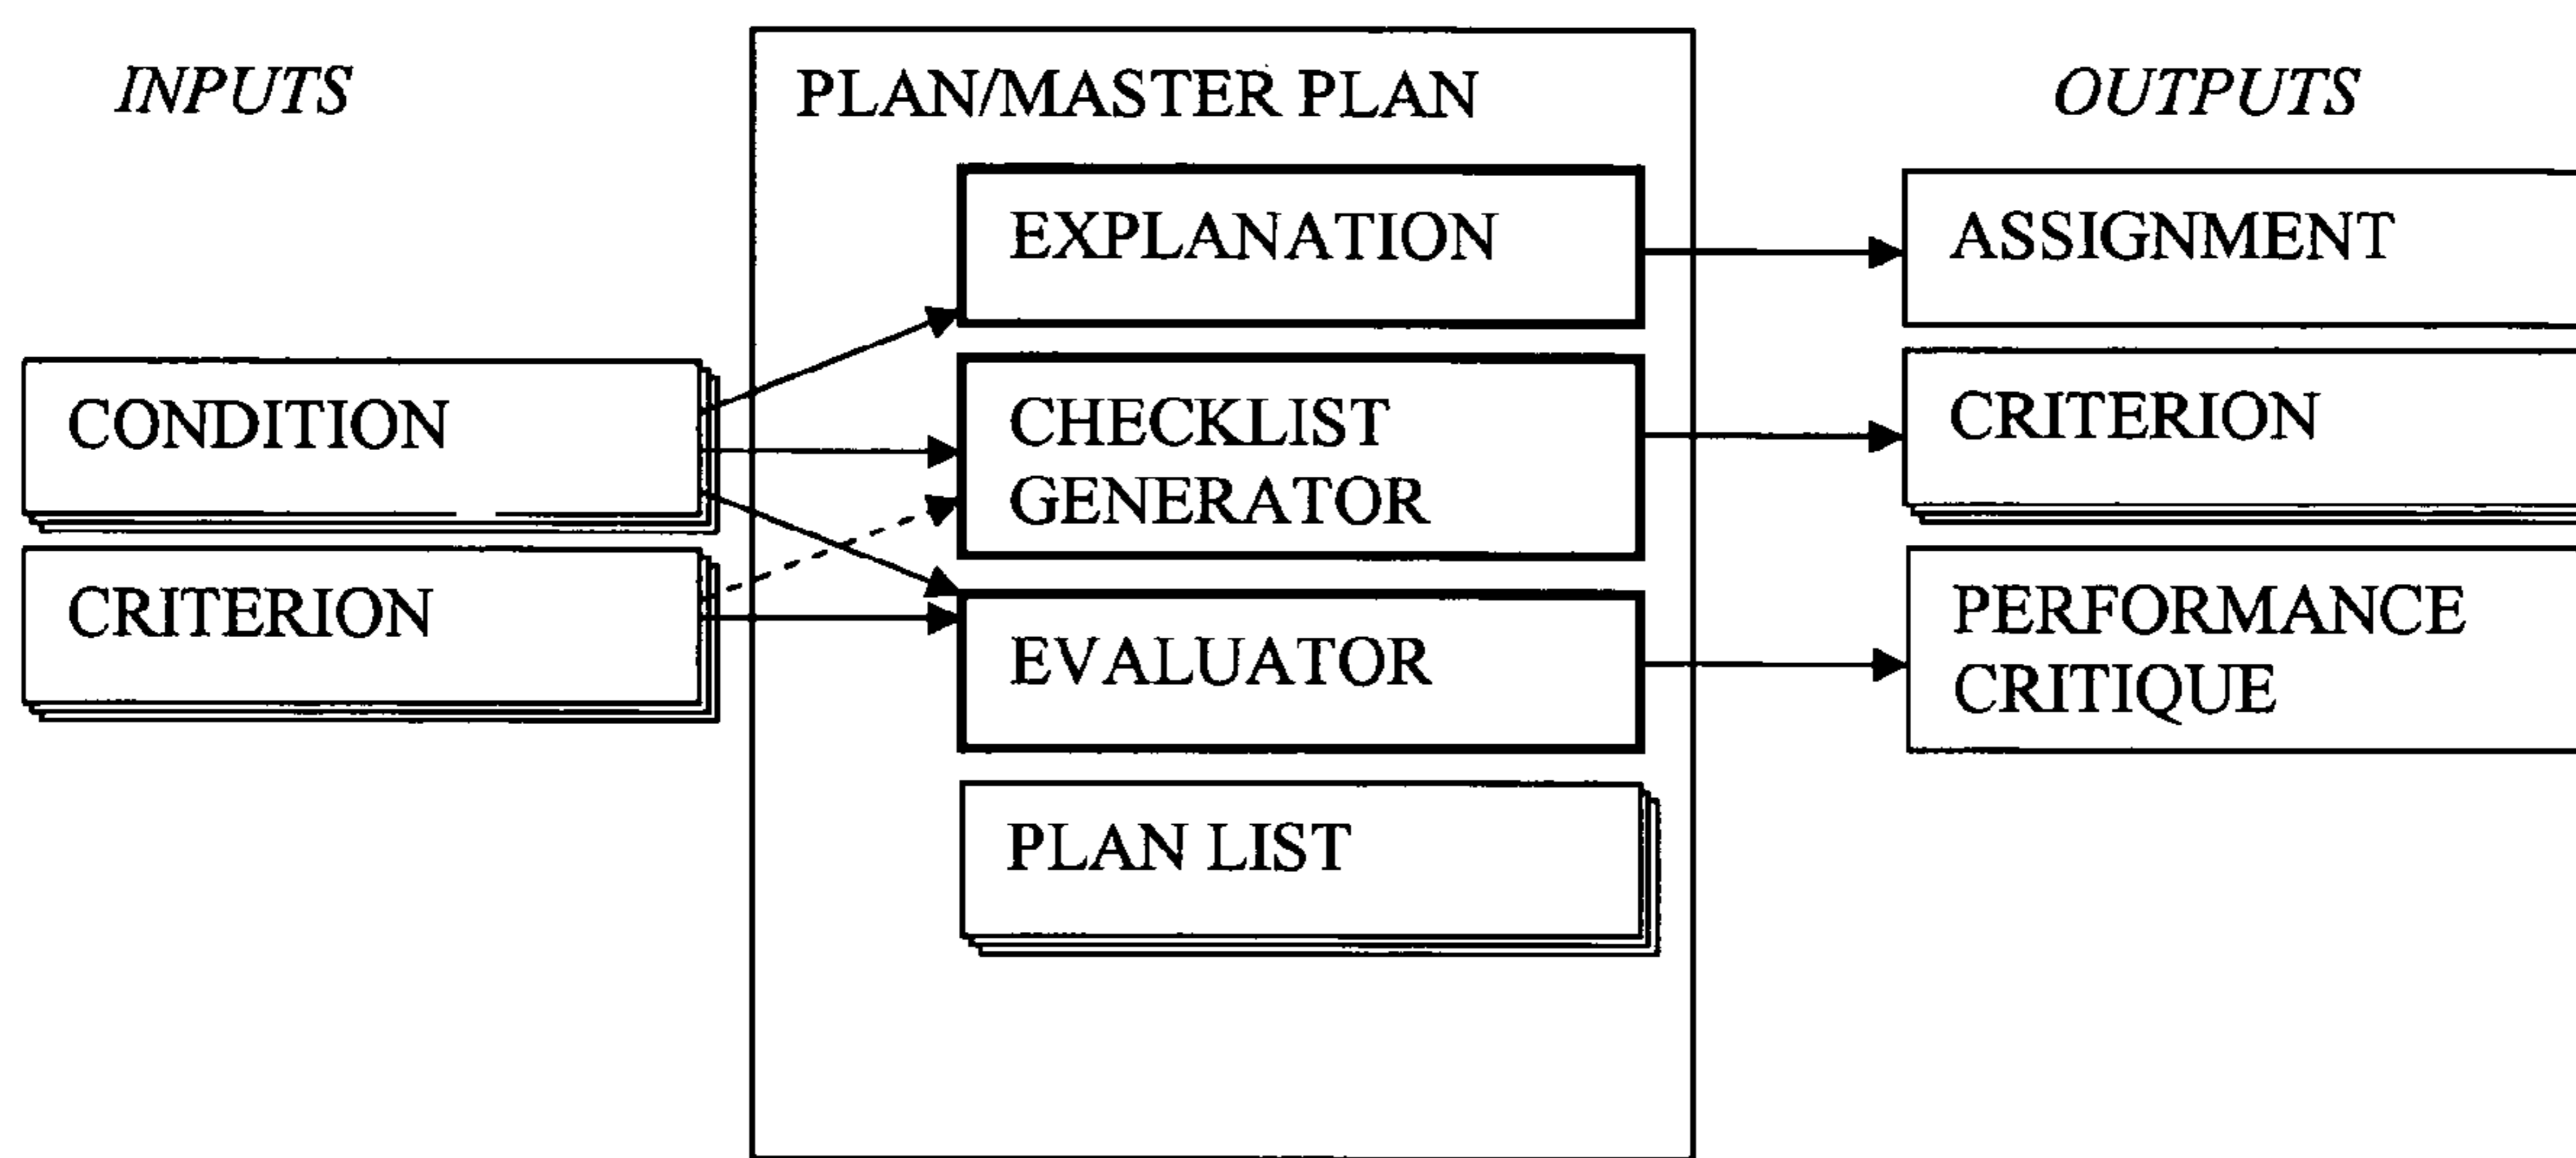 INPUTS
PLAN/MASTER PLAN
OUTPUTS
EXPLANATION
ASSIGNMENT
CONDITION
CHECKLIST
GENERATOR
CRITERION
CRITERION
EVALUATOR
PERFORMANCE
CRITIQUE
PLAN LIST